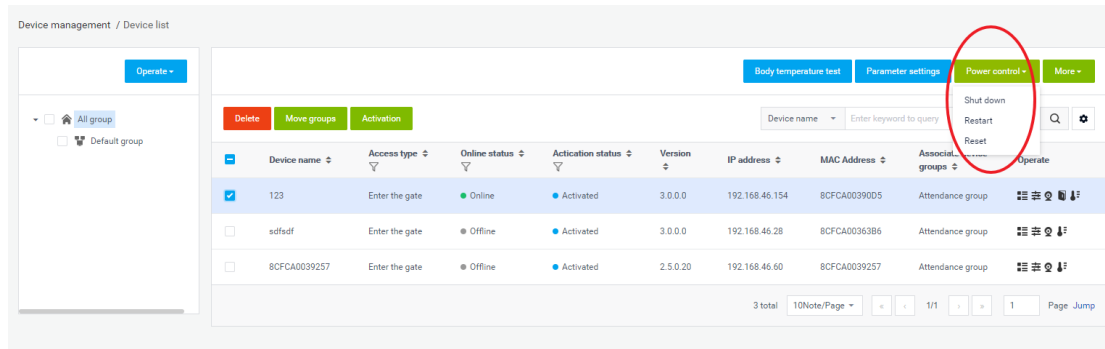 Device management / Device list
Operate
Body temperature test Parameter settings Power control More
Shut down
Restart
Reset
All group
Default group
Delete Move groups Activation
Device name Enter keyword to query
Device name Access type Online status Actication status Version IP address MAC Address Associat groups Operate
123 Enter the gate Online Activated 3.0.0.0 192.168.46.154 8CFCA00390D5 Attendance group
sdfsdf Enter the gate Offline Activated 3.0.0.0 192.168.46.28 8CFCA00363B6 Attendance group
8CFCA0039257 Enter the gate Offline Activated 2.5.0.20 192.168.46.60 8CFCA0039257 Attendance group
3 total 10Note/Page « ‹ 1/1 › » 1 Page Jump